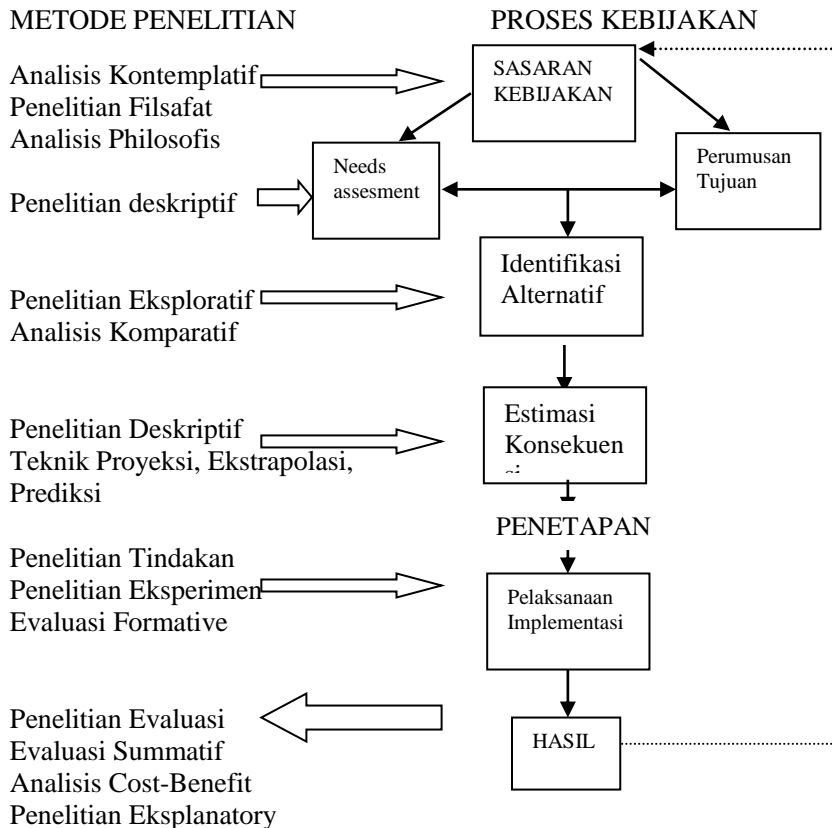 METODE PENELITIAN
PROSES KEBIJAKAN
Analisis Kontemplatif
Penelitian Filsafat
Analisis Philosofis
SASARAN
KEBIJAKAN
Needs
assesment
Perumusan
Tujuan
Penelitian deskriptif
Identifikasi
Alternatif
Penelitian Eksploratif
Analisis Komparatif
Estimasi
Konsekuen
si
Penelitian Deskriptif
Teknik Proyeksi, Ekstrapolasi,
Prediksi
PENETAPAN
Penelitian Tindakan
Penelitian Eksperimen
Evaluasi Formative
Pelaksanaan
Implementasi
Penelitian Evaluasi
Evaluasi Summatif
Analisis Cost-Benefit
Penelitian Eksplanatory
HASIL